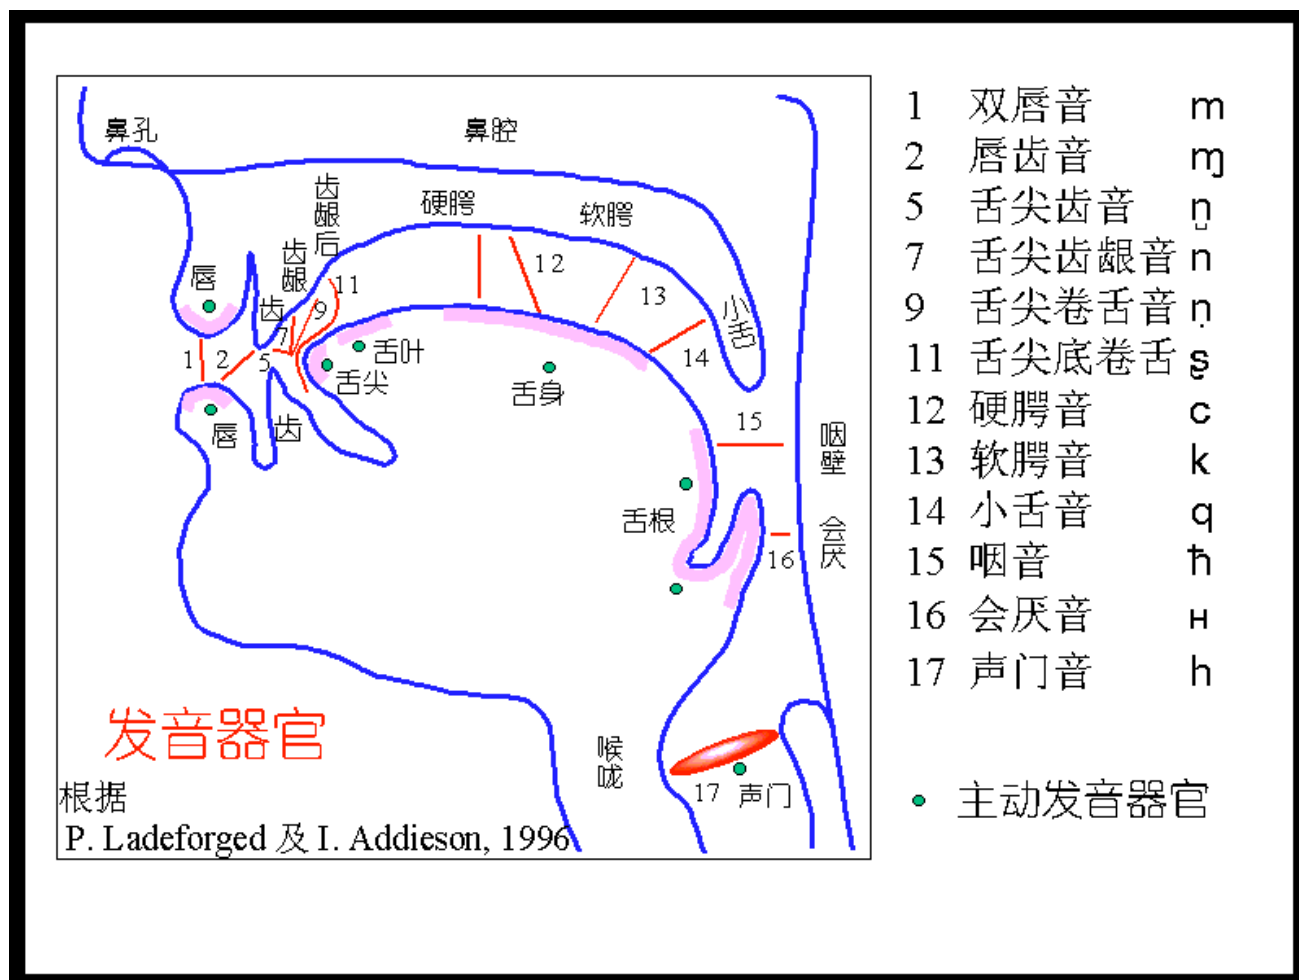 鼻孔
鼻腔
齿龈后
硬腭
软腭
齿龈
唇
齿
小舌
11
12
13
14
9
7
5
1
2
舌叶
舌尖
舌身
唇
齿
15
咽壁
舌根
会厌
16
发音器官
喉咙
17
声门
根据
P. Ladeforged 及 I. Addieson, 1996
1 双唇音 m
2 唇齿音 ɱ
5 舌尖齿音 n̪
7 舌尖齿龈音 n
9 舌尖卷舌音 ṇ
11 舌尖底卷舌 ʂ
12 硬腭音 c
13 软腭音 k
14 小舌音 q
15 咽音 ħ
16 会厌音 ʜ
17 声门音 h
主动发音器官